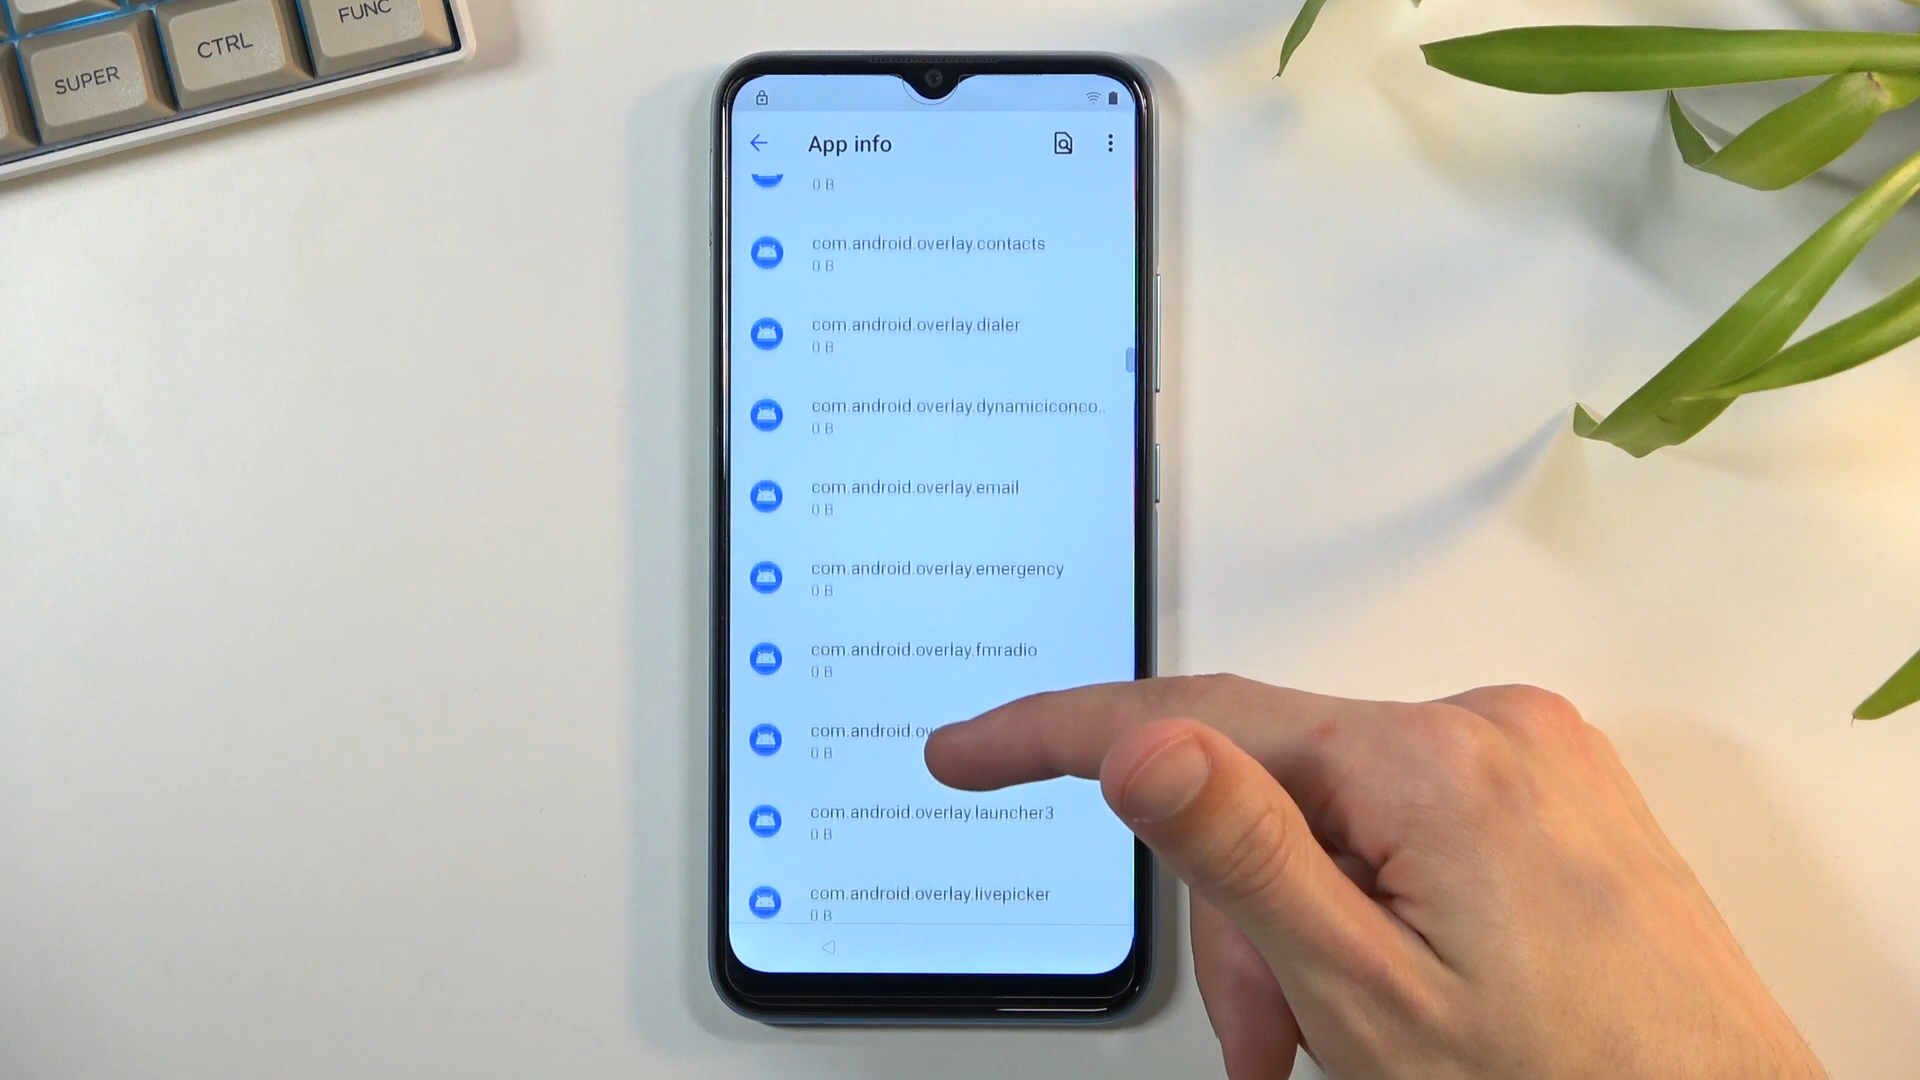 FUNC
CTRL
SUPER
App info
0 B
com.android.overlay.contacts
0 B
com.android.overlay.dialer
0 B
com.android.overlay.dynamiciconco..
0 B
com.android.overlay.email
0 B
com.android.overlay.emergency
0 B
com.android.overlay.fmradio
0 B
com.android.ov
0 B
com.android.overlay.launcher3
0 B
com.android.overlay.livepicker
0 B